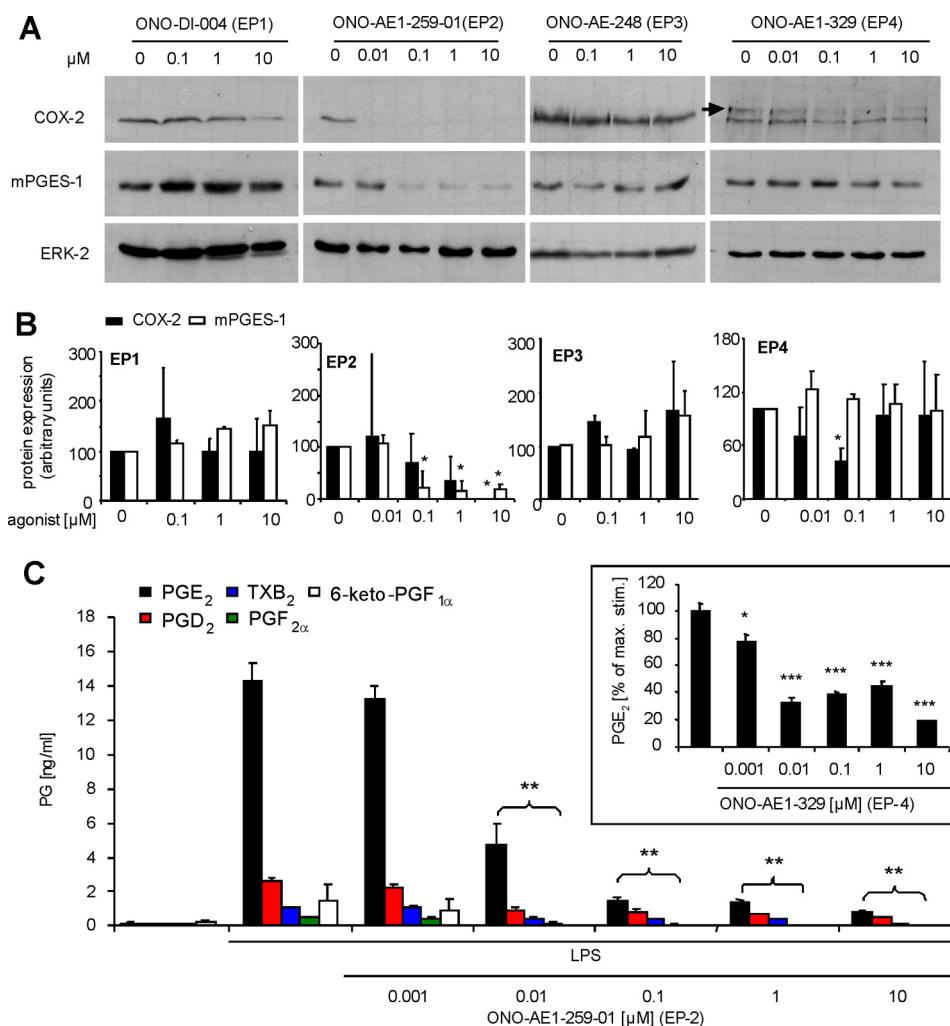 A
ONO-DI-004 (EP1) ONO-AE1-259-01(EP2) ONO-AE-248 (EP3) ONO-AE1-329 (EP4)
µM 0 0.1 1 10 0 0.01 0.1 1 10 0 0.1 1 10 0 0.01 0.1 1 10
COX-2
mPGES-1
ERK-2
B
COX-2 mPGES-1
protein expression
(arbitraryunits)
300
200
100
0
EP1
0 0.1 1 10
300
200
100
0
EP2
* * * *
0 0.01 0.1 1 10
300
200
100
0
EP3
0 0.1 1 10
180
120
60
0
EP4
*
0 0.01 0.1 1 10
agonist [µM]
C
PGE2 TXB2 6-keto-PGF1α
PGD2 PGF2α
PG [ng/ml]
18
16
14
12
10
8
6
4
2
0
** ** ** **
LPS
0.001 0.01 0.1 1 10
ONO-AE1-259-01 [µM] (EP-2)
PGE2 [% of max. stim.]
120
100
80
60
40
20
0
* *** *** *** ***
0.001 0.01 0.1 1 10
ONO-AE1-329 [µM] (EP-4)